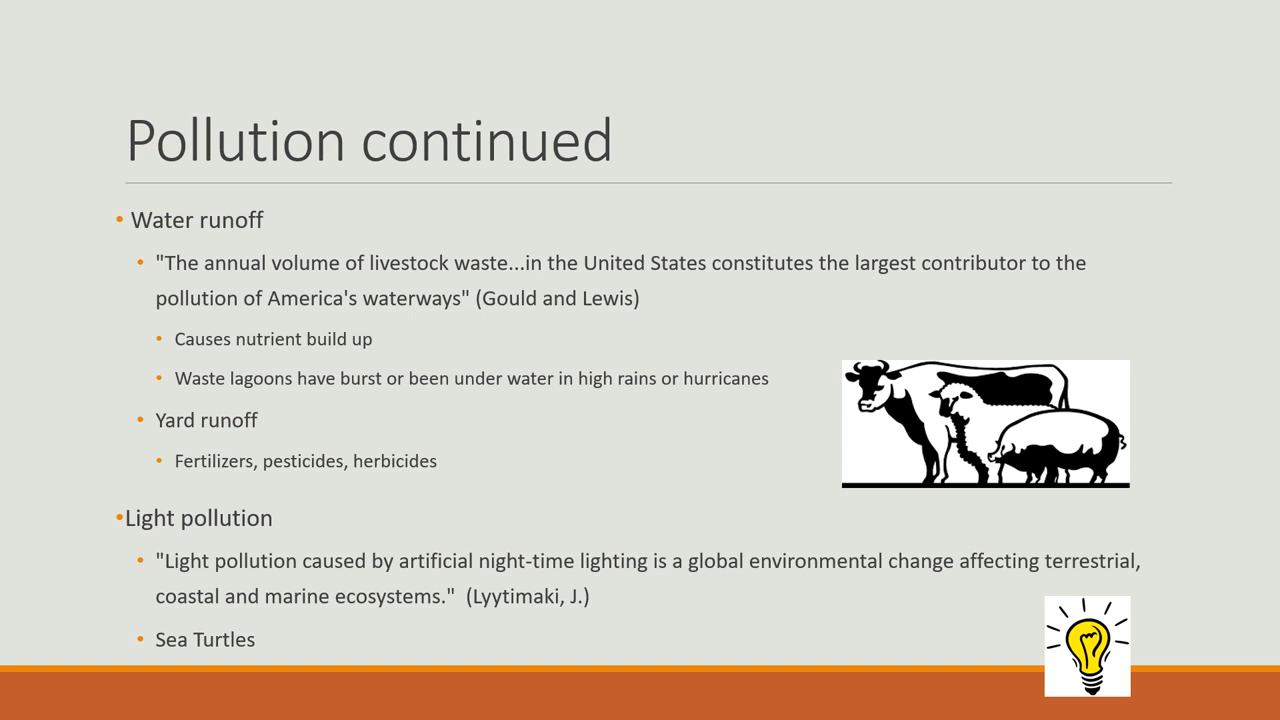 Pollution continued
• Water runoff
• "The annual volume of livestock waste...in the United States constitutes the largest contributor to the
pollution of America's waterways" (Gould and Lewis)
• Causes nutrient build up
• Waste lagoons have burst or been under water in high rains or hurricanes
• Yard runoff
• Fertilizers, pesticides, herbicides
•Light pollution
• "Light pollution caused by artificial night-time lighting is a global environmental change affecting terrestrial,
coastal and marine ecosystems."  (Lyytimaki, J.)
• Sea Turtles